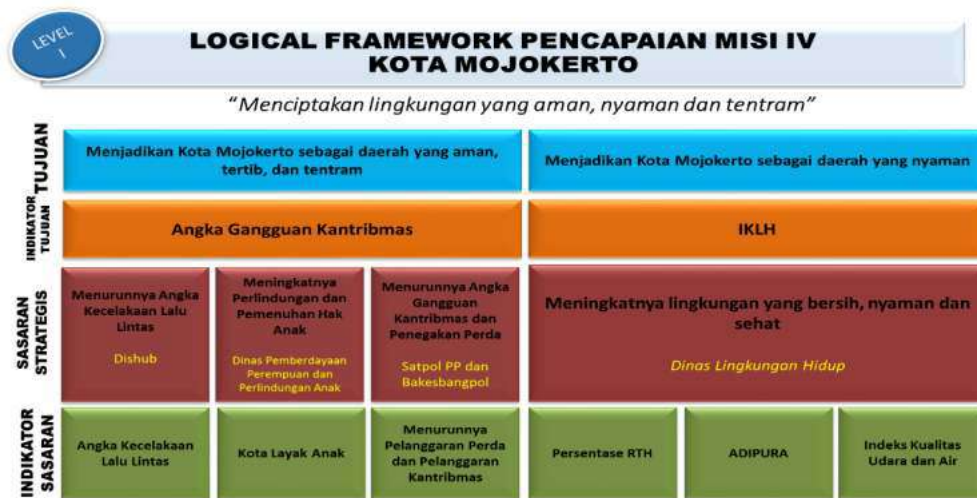 LEVEL
I
LOGICAL FRAMEWORK PENCAPAIAN MISI IV
KOTA MOJOKERTO
“Menciptakan lingkungan yang aman, nyaman dan tentram”
TUJUAN
Menjadikan Kota Mojokerto sebagai daerah yang aman,
tertib, dan tentram
Menjadikan Kota Mojokerto sebagai daerah yang nyaman
INDIKATOR
TUJUAN
Angka Gangguan Kantribmas
IKLH
SASARAN
STRATEGIS
Menurunnya Angka
Kecelakaan Lalu
Lintas
Dishub
Meningkatnya
Perlindungan dan
Pemenuhan Hak
Anak
Dinas Pemberdayaan
Perempuan dan
Perlindungan Anak
Menurunnya Angka
Gangguan
Kantribmas dan
Penegakan Perda
Satpol PP dan
Bakesbangpol
Meningkatnya lingkungan yang bersih, nyaman dan
sehat
Dinas Lingkungan Hidup
INDIKATOR
SASARAN
Angka Kecelakaan
Lalu Lintas
Kota Layak Anak
Menurunnya
Pelanggaran Perda
dan Pelanggaran
Kantribmas
Persentase RTH
ADIPURA
Indeks Kualitas
Udara dan Air